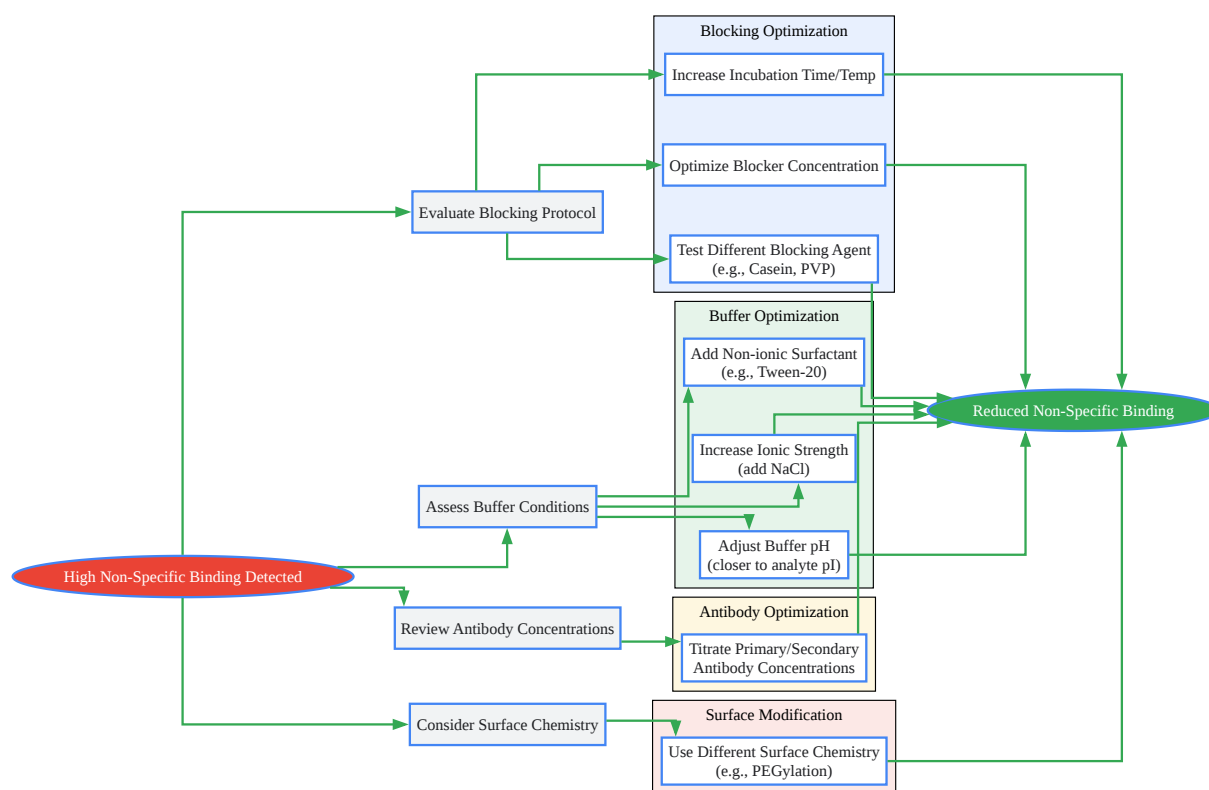 Blocking Optimization
Increase Incubation Time/Temp
Optimize Blocker Concentration
Evaluate Blocking Protocol
Test Different Blocking Agent
(e.g., Casein, PVP)
Buffer Optimization
Add Non-ionic Surfactant
(e.g., Tween-20)
Reduced Non-Specific Binding
Increase Ionic Strength
(add NaCl)
Assess Buffer Conditions
Adjust Buffer pH
(closer to analyte pI)
High Non-Specific Binding Detected
Antibody Optimization
Review Antibody Concentrations
Titrate Primary/Secondary
Antibody Concentrations
Surface Modification
Consider Surface Chemistry
Use Different Surface Chemistry
(e.g., PEGylation)